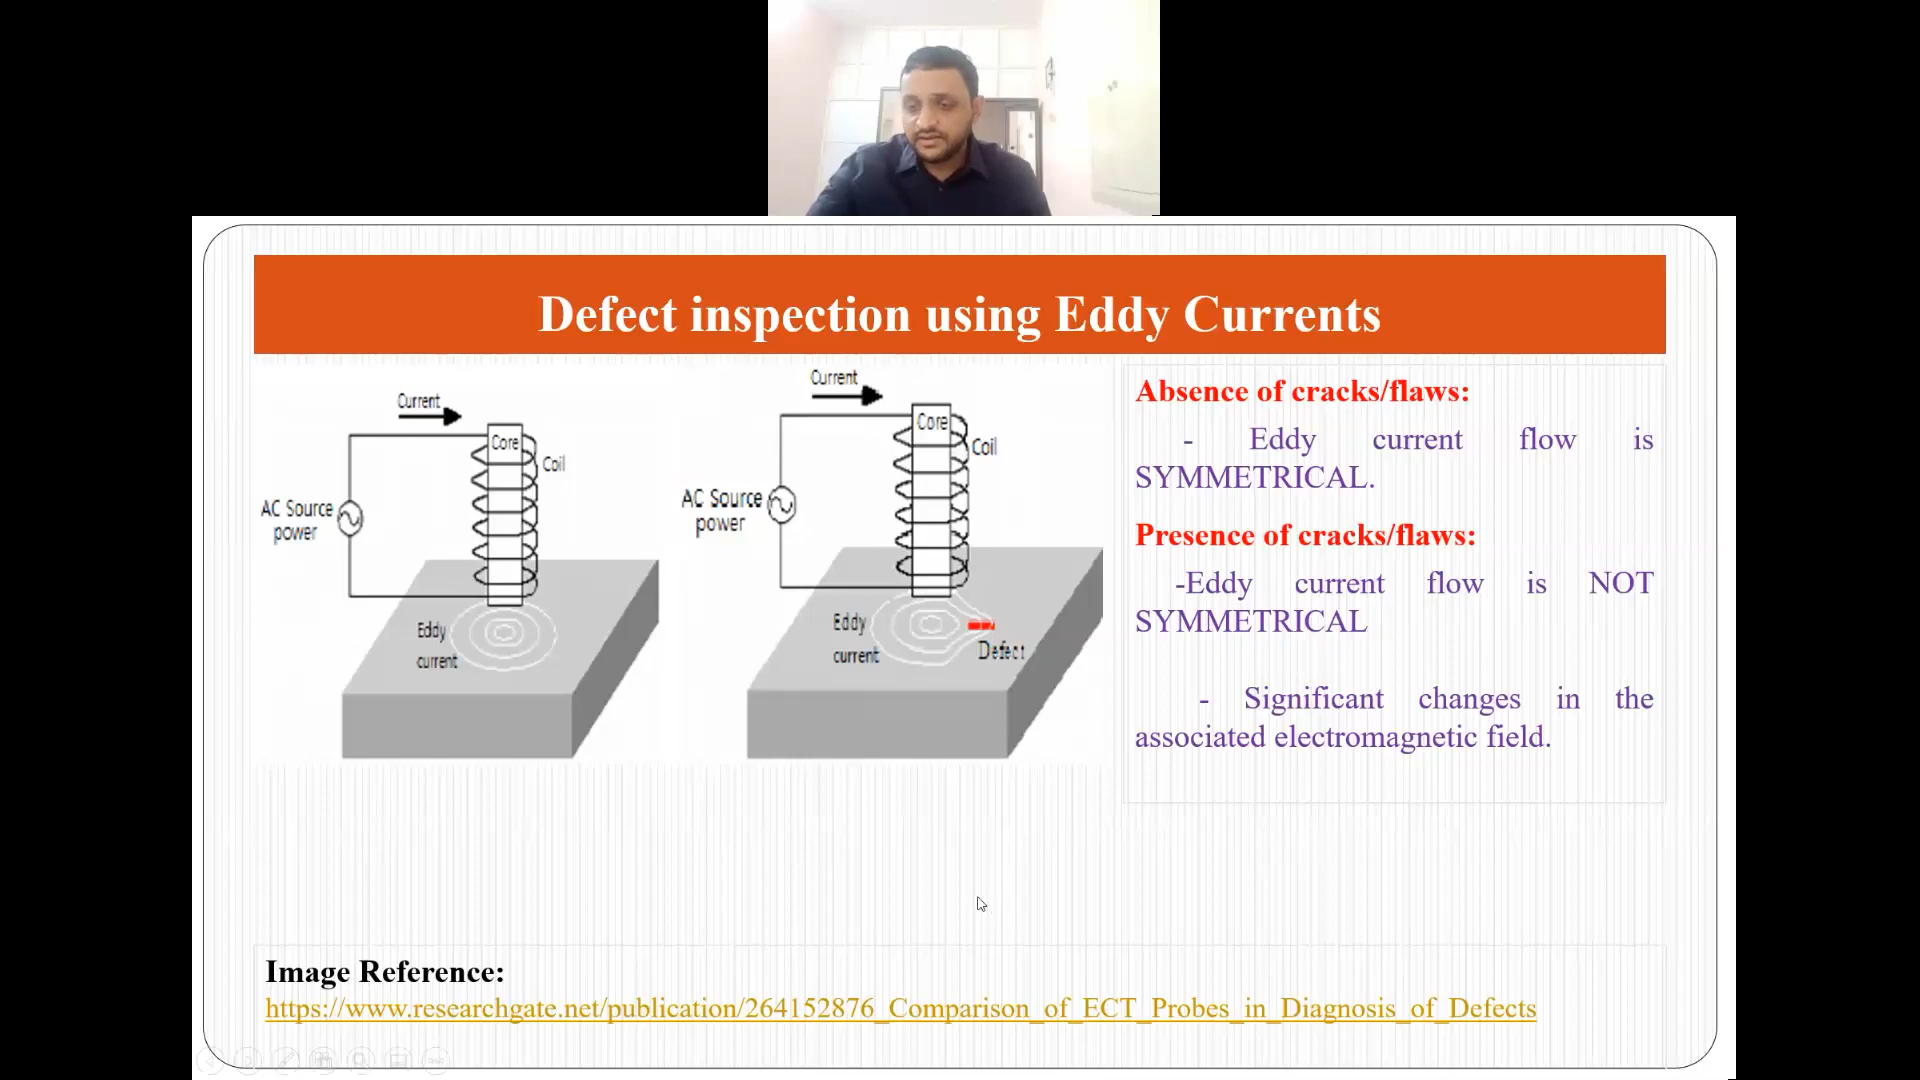 Defect inspection using Eddy Currents
Current
Core
Coil
AC Source
power
Eddy
current
Current
Core
Coil
AC Source
power
Eddy
current
Defect
Absence of cracks/flaws:
- Eddy current flow is
SYMMETRICAL.
Presence of cracks/flaws:
-Eddy current flow is NOT
SYMMETRICAL
- Significant changes in the
associated electromagnetic field.
Image Reference:
https://www.researchgate.net/publication/264152876_Comparison_of_ECT_Probes_in_Diagnosis_of_Defects